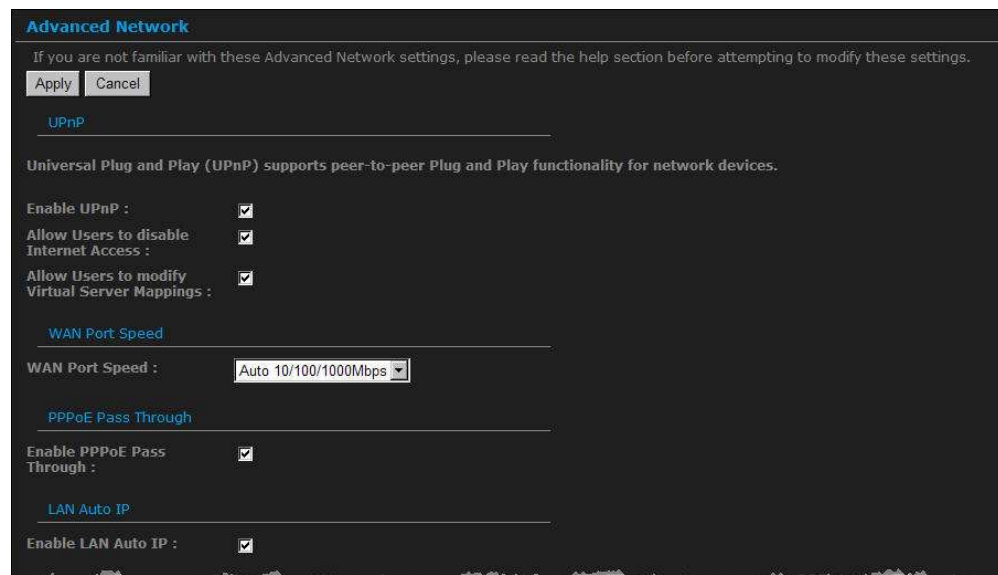 Advanced Network
If you are not familiar with these Advanced Network settings, please read the help section before attempting to modify these settings.
Apply Cancel
UPnP
Universal Plug and Play (UPnP) supports peer-to-peer Plug and Play functionality for network devices.
Enable UPnP :
Allow Users to disable
Internet Access :
Allow Users to modify
Virtual Server Mappings :
WAN Port Speed
WAN Port Speed : Auto 10/100/1000Mbps
PPPoE Pass Through
Enable PPPoE Pass
Through :
LAN Auto IP
Enable LAN Auto IP :